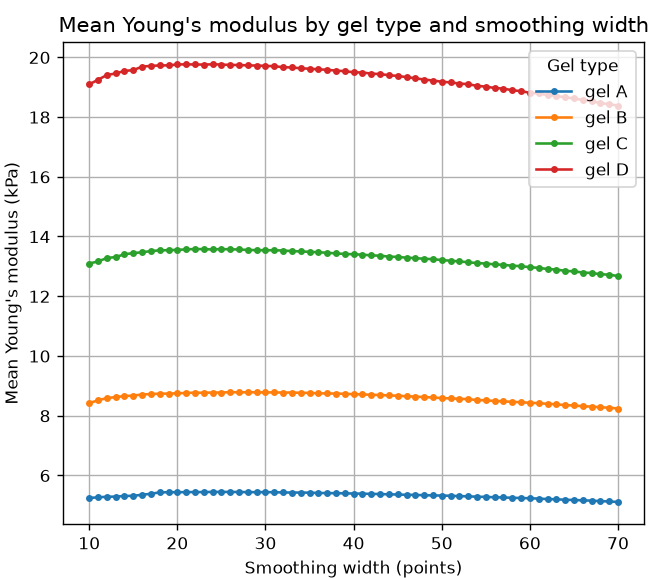 Mean Young's modulus by gel type and smoothing width
Mean Young's modulus (kPa)
20
18
16
14
12
10
8
6
Gel type
gel A
gel B
gel C
gel D
10 20 30 40 50 60 70
Smoothing width (points)